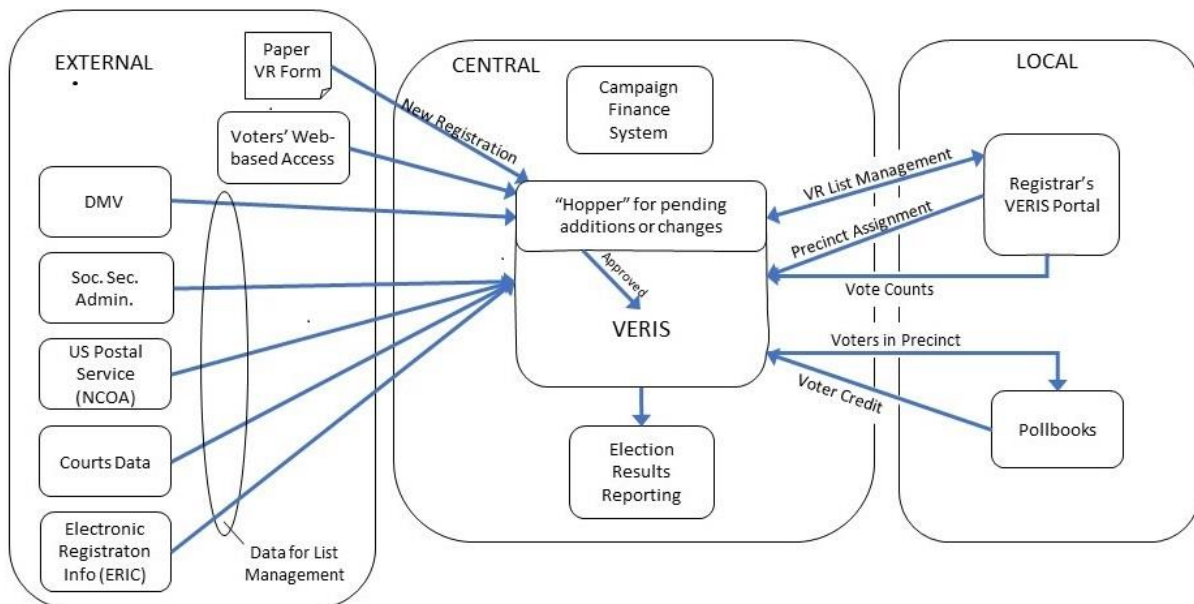 EXTERNAL
Paper
VR Form
Voters' Web-
based Access
DMV
Soc. Sec.
Admin.
US Postal
Service
(NCOA)
Courts Data
Electronic
Registraton
Info (ERIC)
Data for List
Management
New Registration
CENTRAL
Campaign
Finance
System
"Hopper" for pending
additions or changes
Approved
VERIS
Election
Results
Reporting
LOCAL
VR List Management
Registrar's
VERIS Portal
Precinct Assignment
Vote Counts
Voters in Precinct
Voter Credit
Pollbooks